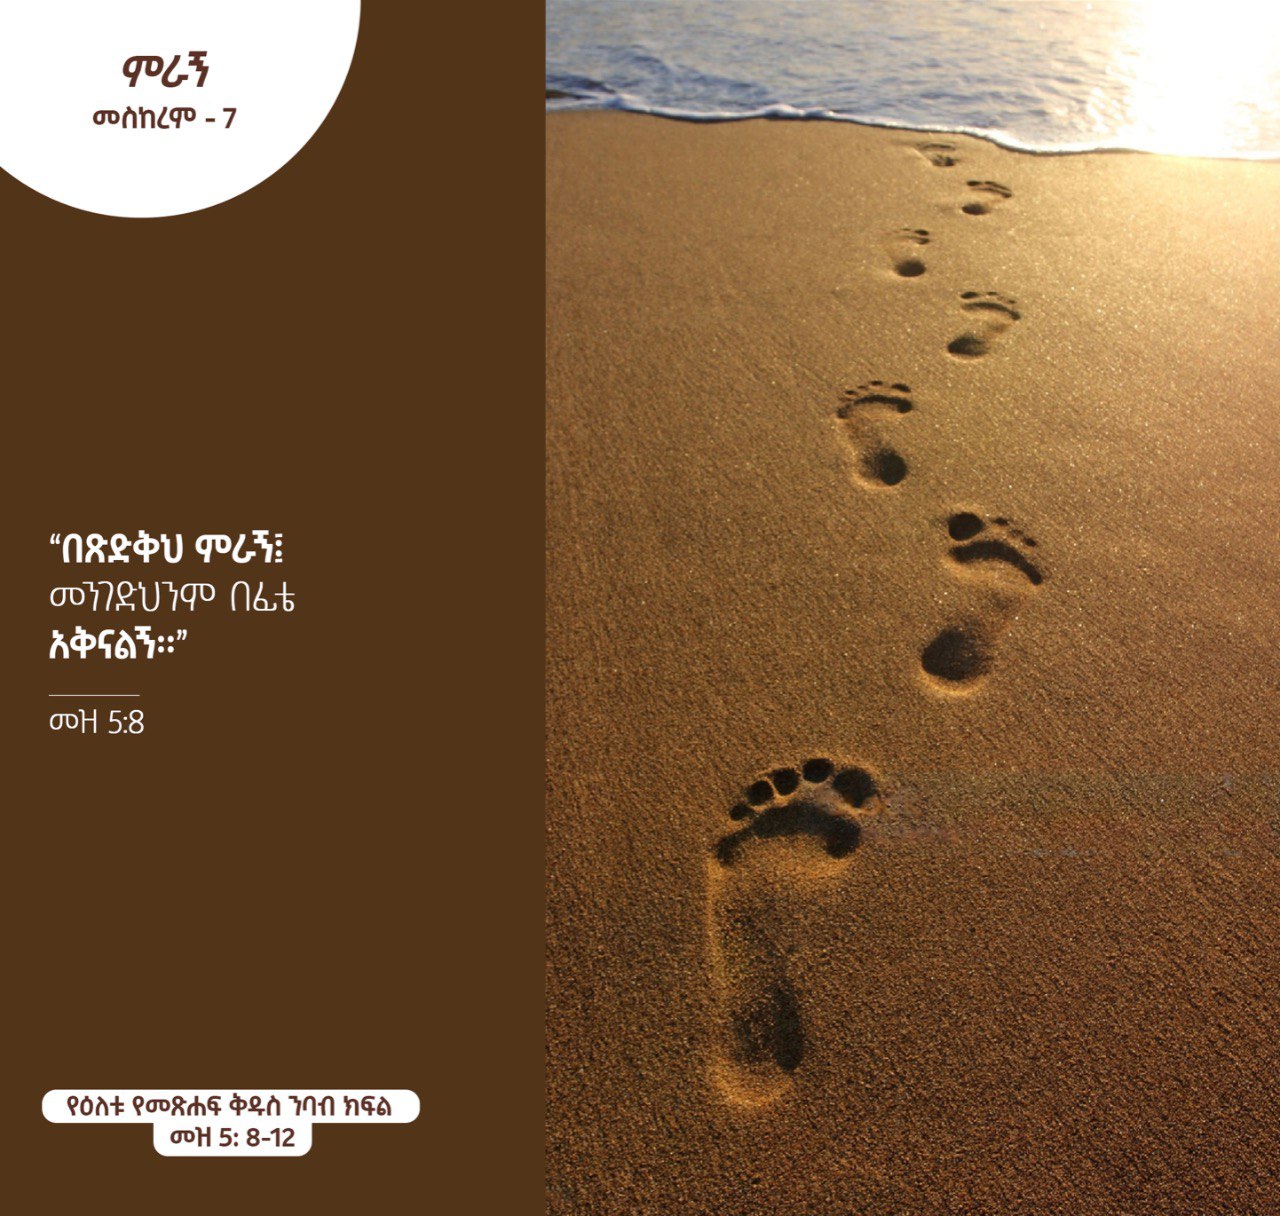 ምራኝ
መስከረም - 7
“በጽድቅህ ምራኝ፤
መንገድህንም በፊቴ
አቅናልኝ።”
መዝ 5:8
የዕለቱ የመጽሐፍ ቅዱስ ንባብ ክፍል
መዝ 5: 8-12